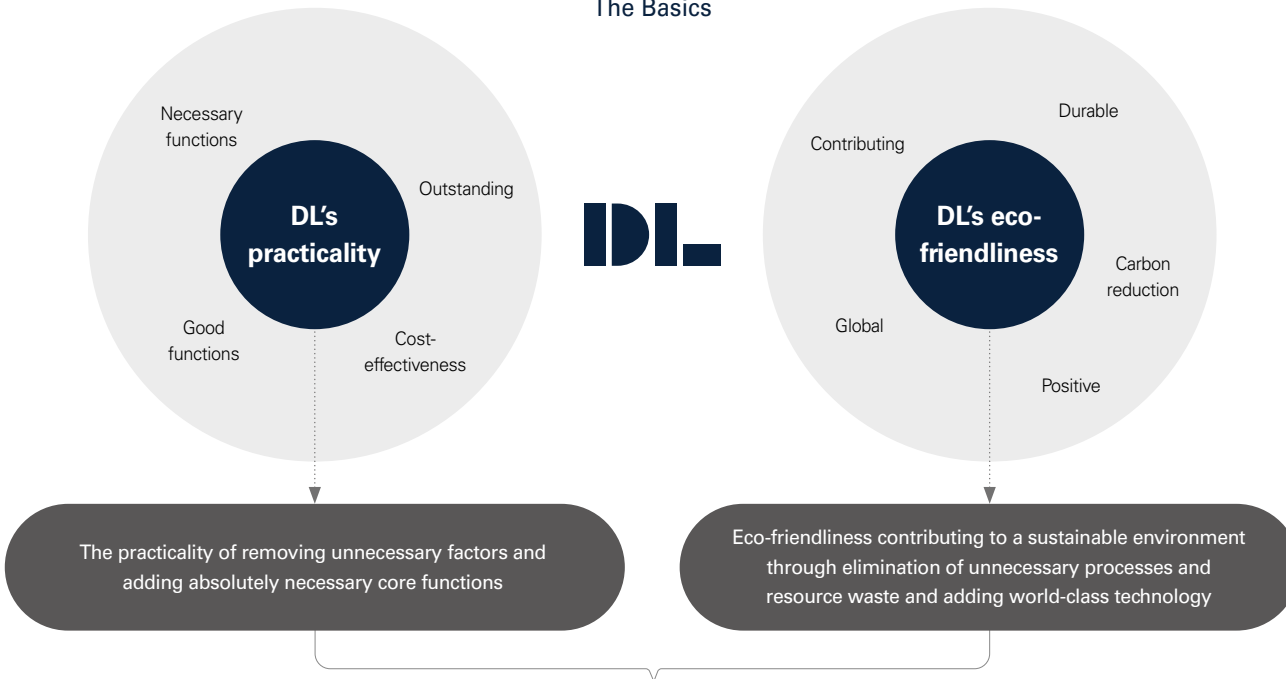 The Basics
Necessary
functions
Outstanding
DL's
practicality
Good
functions
Cost-
effectiveness
DL
Durable
Contributing
DL's eco-
friendliness
Carbon
reduction
Global
Positive
The practicality of removing unnecessary factors and
adding absolutely necessary core functions
Eco-friendliness contributing to a sustainable environment
through elimination of unnecessary processes and
resource waste and adding world-class technology